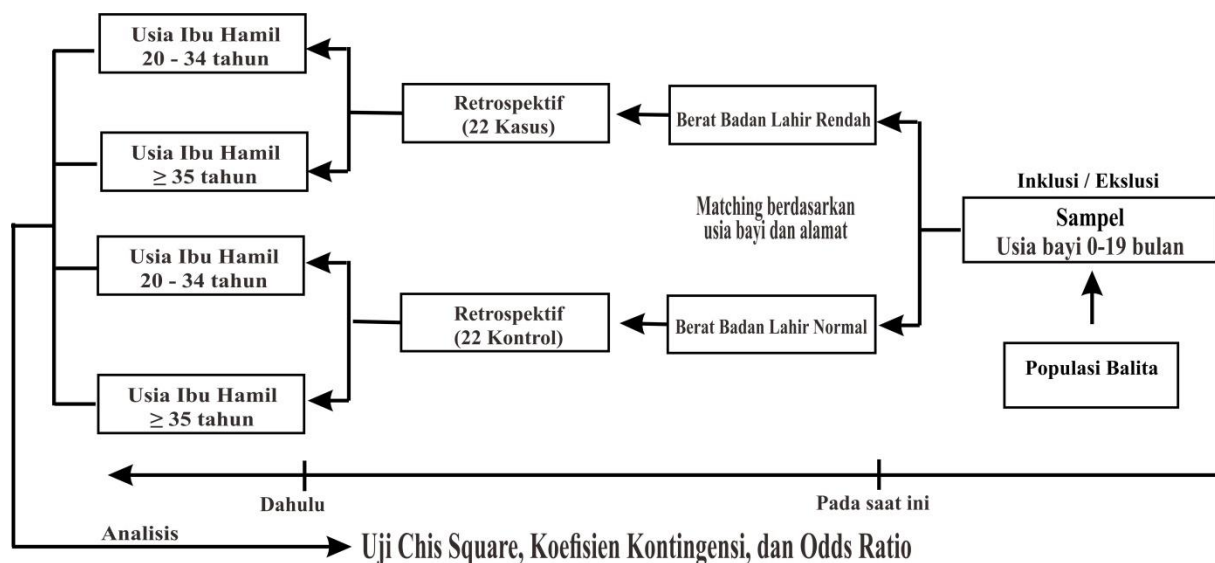 Usia Ibu Hamil
20 - 34 tahun
Usia Ibu Hamil
≥ 35 tahun
Usia Ibu Hamil
20 - 34 tahun
Usia Ibu Hamil
≥ 35 tahun
Retrospektif
(22 Kasus)
Retrospektif
(22 Kontrol)
Berat Badan Lahir Rendah
Matching berdasarkan
usia bayi dan alamat
Berat Badan Lahir Normal
Inklusi / Ekslusi
Sampel
Usia bayi 0-19 bulan
Populasi Balita
Dahulu
Pada saat ini
Analisis
Uji Chis Square, Koefisien Kontingensi, dan Odds Ratio